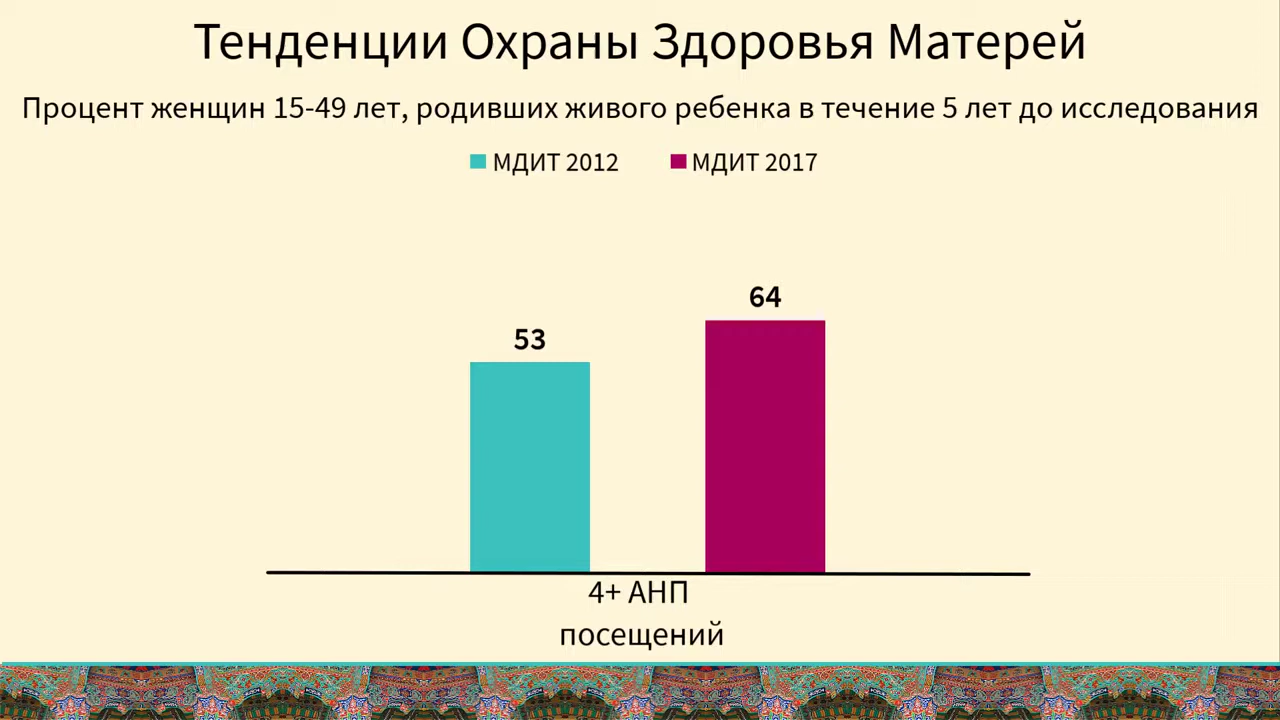 Тенденции Охраны Здоровья Матерей
Процент женщин 15-49 лет, родивших живого ребенка в течение 5 лет до исследования
МДИТ 2012 МДИТ 2017
64
53
4+ АНП
посещений